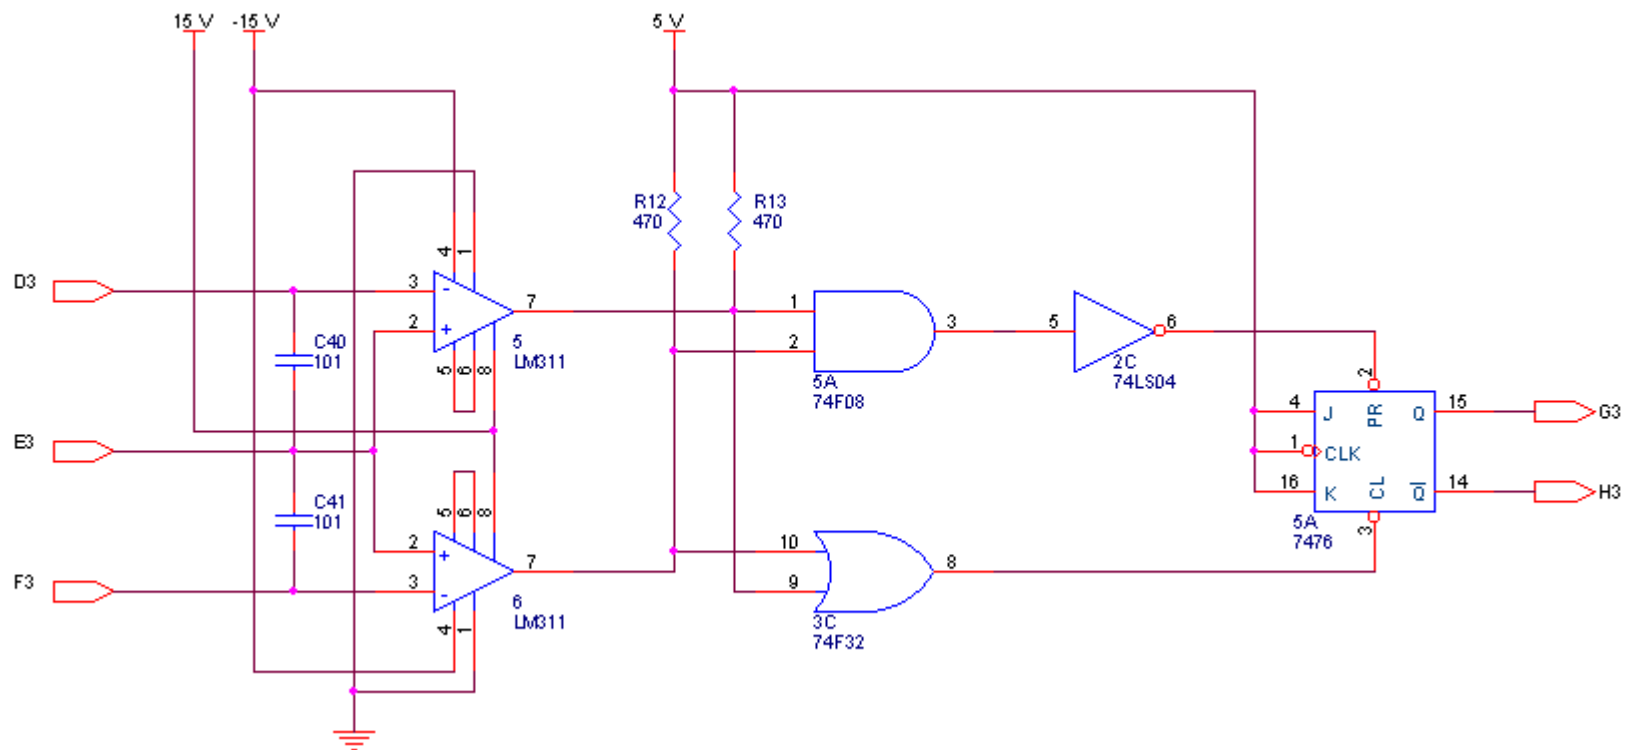 15 V
-15 V
5 V
R12
470
R13
470
4
1
D3
3
-
7
1
3
5
6
2
+
2
5
LM311
5
6
8
C40
101
5A
74F08
2C
74LS04
2
4
J
PR
Q
15
G3
E3
1
CLK
16
K
CL
Q
14
H3
5A
7476
3
C41
101
5
6
8
2
+
7
10
8
F3
3
-
9
6
LM311
4
1
3C
74F32